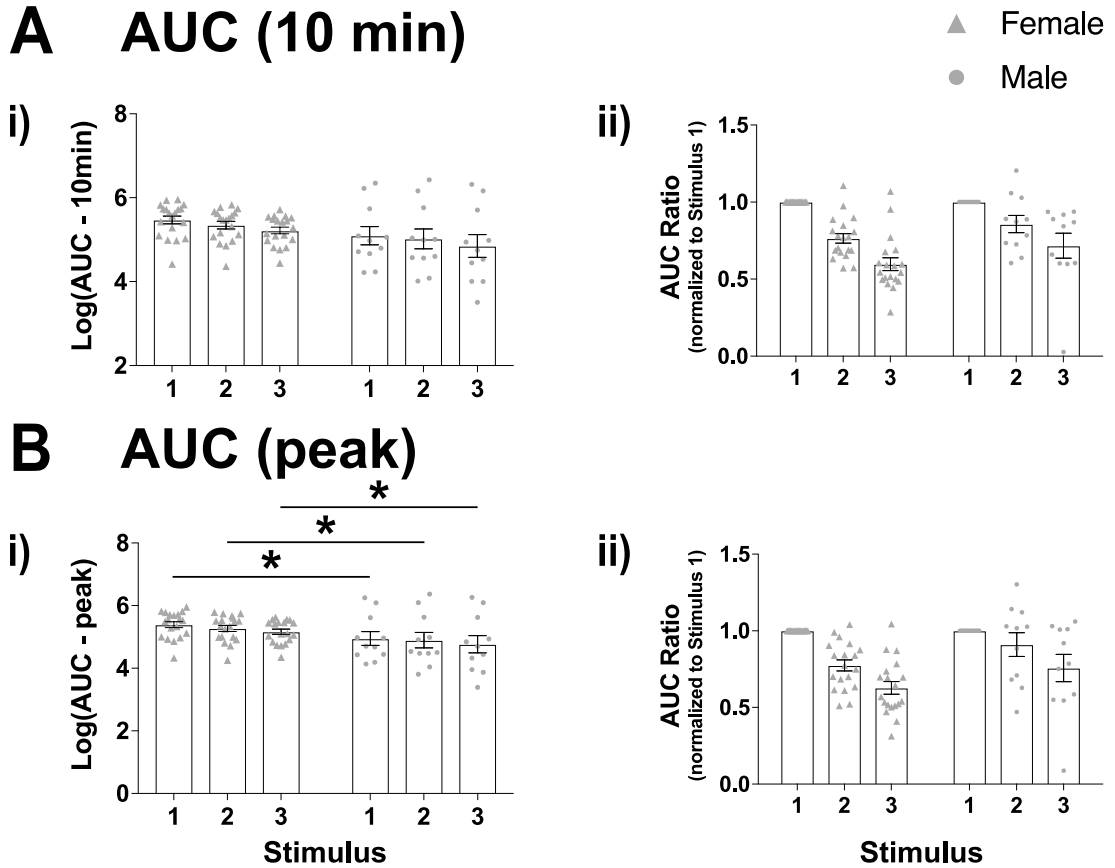 A AUC (10 min)
Female
Male
i)
Log(AUC - 10min)
8
6
4
2
1 2 3 1 2 3
ii)
AUC Ratio
(normalized to Stimulus 1)
1.5
1.0
0.5
0.0
1 2 3 1 2 3
B AUC (peak)
*
*
*
i)
Log(AUC - peak)
8
6
4
2
0
1 2 3 1 2 3
Stimulus
ii)
AUC Ratio
(normalized to Stimulus 1)
1.5
1.0
0.5
0.0
1 2 3 1 2 3
Stimulus